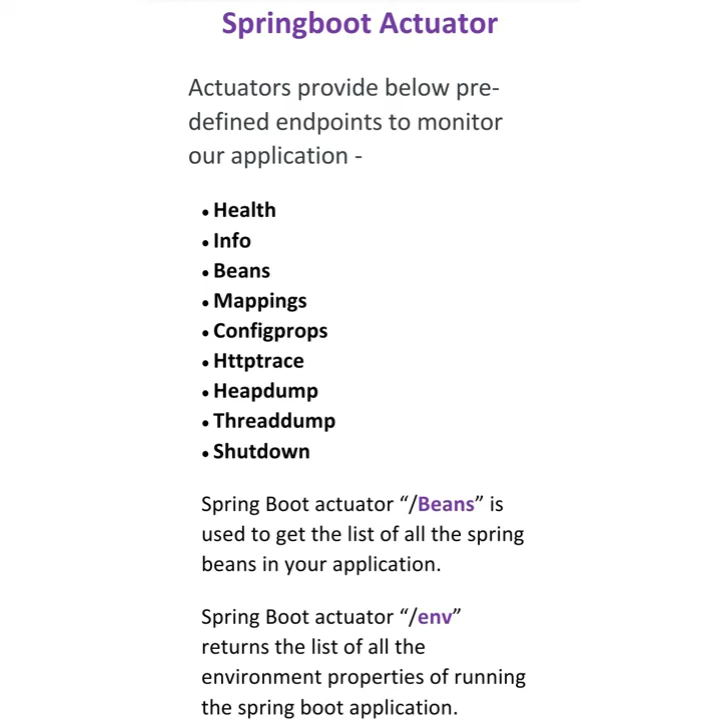 Springboot Actuator
Actuators provide below pre-
defined endpoints to monitor
our application -
• Health
• Info
• Beans
• Mappings
• Configprops
• Httptrace
• Heapdump
• Threaddump
• Shutdown
Spring Boot actuator “/Beans” is
used to get the list of all the spring
beans in your application.
Spring Boot actuator “/env”
returns the list of all the
environment properties of running
the spring boot application.